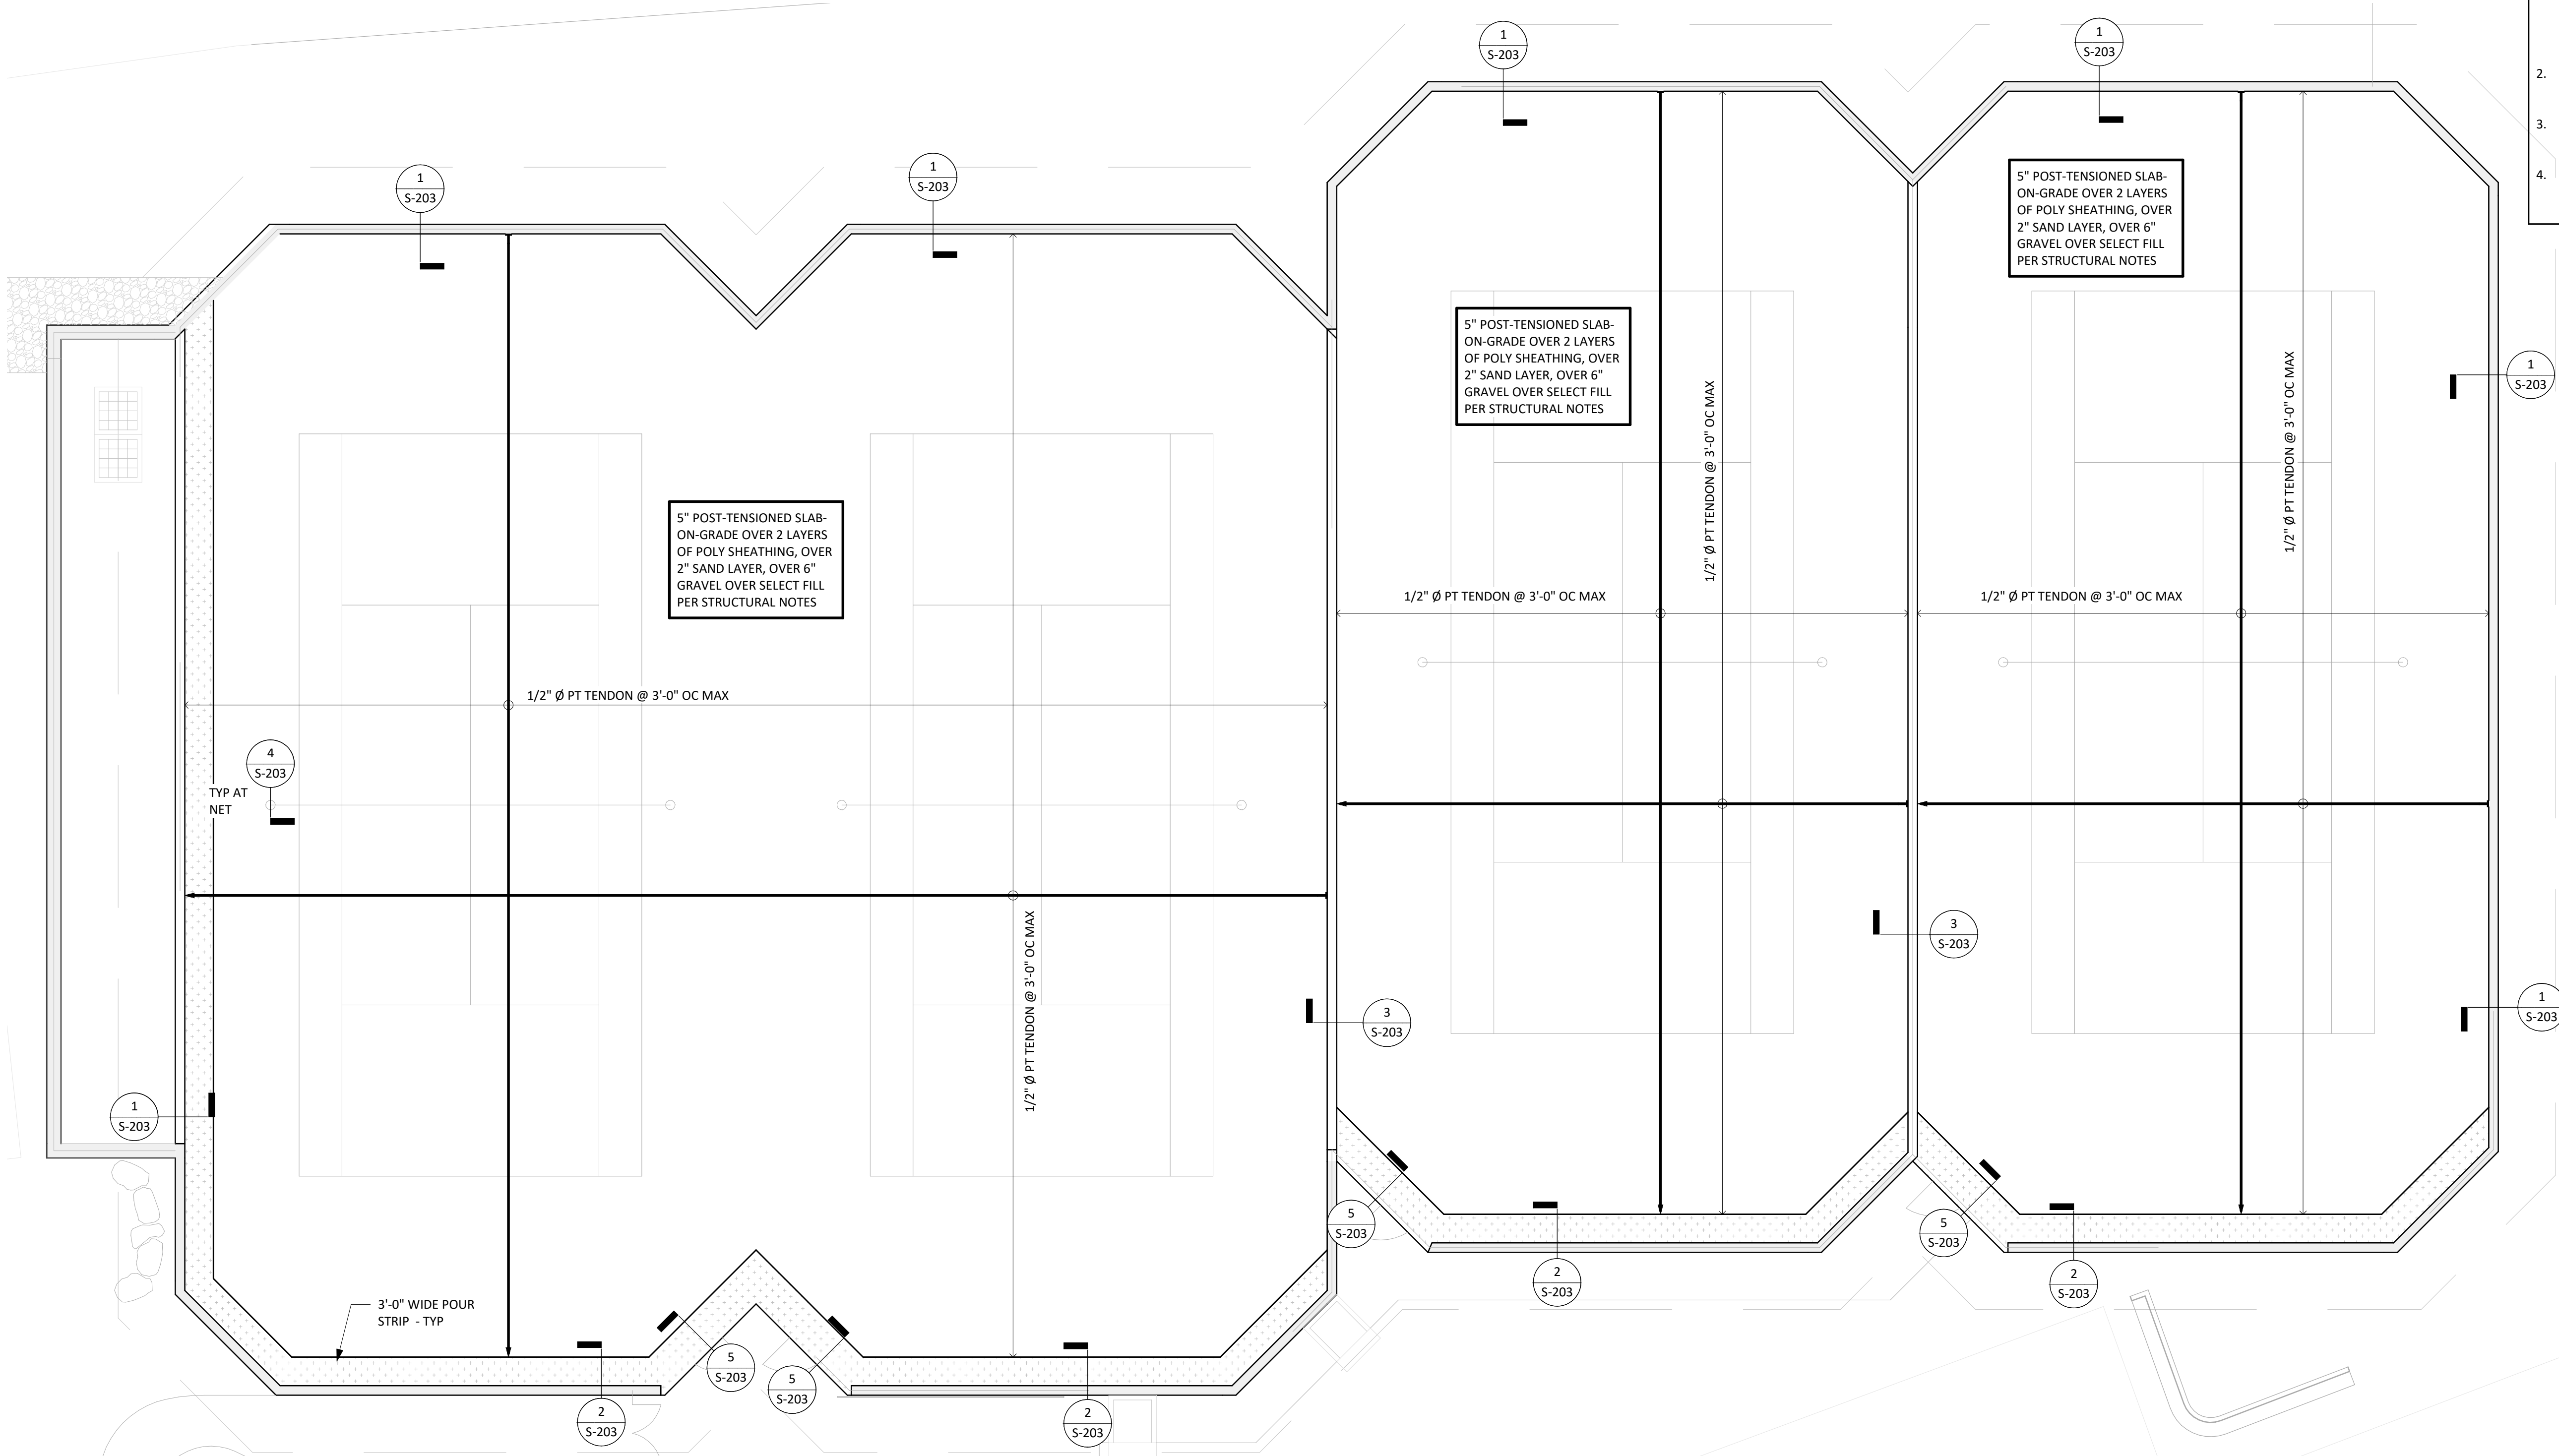 1
S-203
1
S-203
2.
3.
4.
1
S-203
1
S-203
5" POST-TENSIONED SLAB-
ON-GRADE OVER 2 LAYERS
OF POLY SHEATHING, OVER
2" SAND LAYER, OVER 6"
GRAVEL OVER SELECT FILL
PER STRUCTURAL NOTES
5" POST-TENSIONED SLAB-
ON-GRADE OVER 2 LAYERS
OF POLY SHEATHING, OVER
2" SAND LAYER, OVER 6"
GRAVEL OVER SELECT FILL
PER STRUCTURAL NOTES
1
S-203
1/2" Ø PT TENDON @ 3'-0" OC MAX
1/2" Ø PT TENDON @ 3'-0" OC MAX
5" POST-TENSIONED SLAB-
ON-GRADE OVER 2 LAYERS
OF POLY SHEATHING, OVER
2" SAND LAYER, OVER 6"
GRAVEL OVER SELECT FILL
PER STRUCTURAL NOTES
1/2" Ø PT TENDON @ 3'-0" OC MAX
1/2" Ø PT TENDON @ 3'-0" OC MAX
1/2" Ø PT TENDON @ 3'-0" OC MAX
4
S-203
TYP AT
NET
3
S-203
1/2" Ø PT TENDON @ 3'-0" OC MAX
3
S-203
1
S-203
1
S-203
5
S-203
5
S-203
2
S-203
2
S-203
3'-0" WIDE POUR
STRIP - TYP
5
S-203
5
S-203
2
S-203
2
S-203